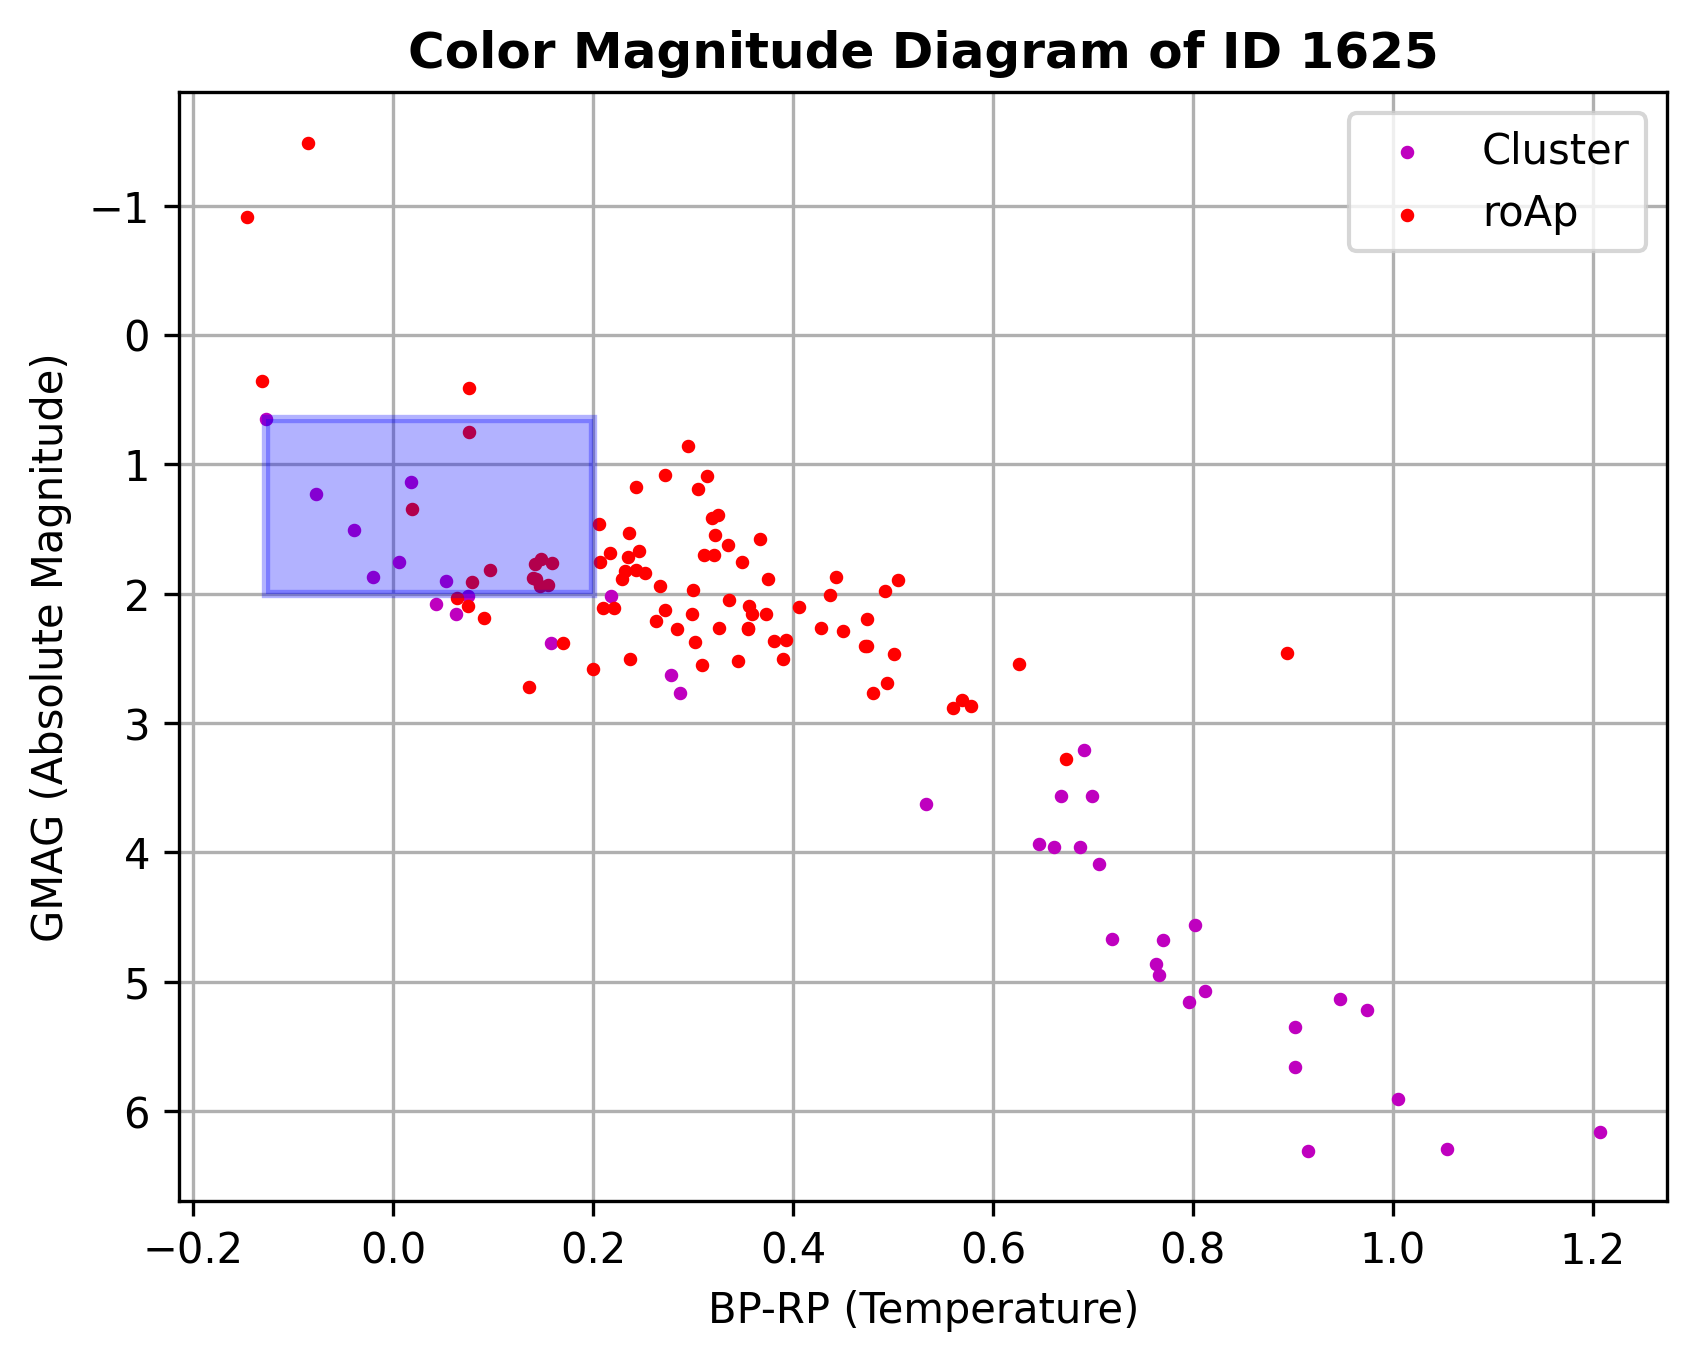 Color Magnitude Diagram of ID 1625
Cluster
roAp
GMAG (Absolute Magnitude)
−1
0
1
2
3
4
5
6
−0.2 0.0 0.2 0.4 0.6 0.8 1.0 1.2
BP-RP (Temperature)